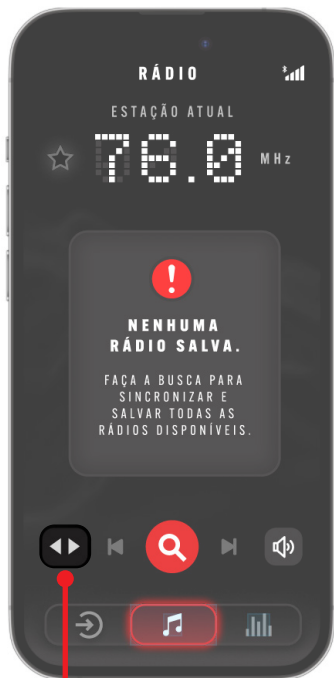 RÁDIO
ESTAÇÃO ATUAL
76.0 MHz
NENHUMA
RÁDIO SALVA.
FAÇA A BUSCA PARA
SINCRONIZAR E
SALVAR TODAS AS
RÁDIOS DISPONÍVEIS.